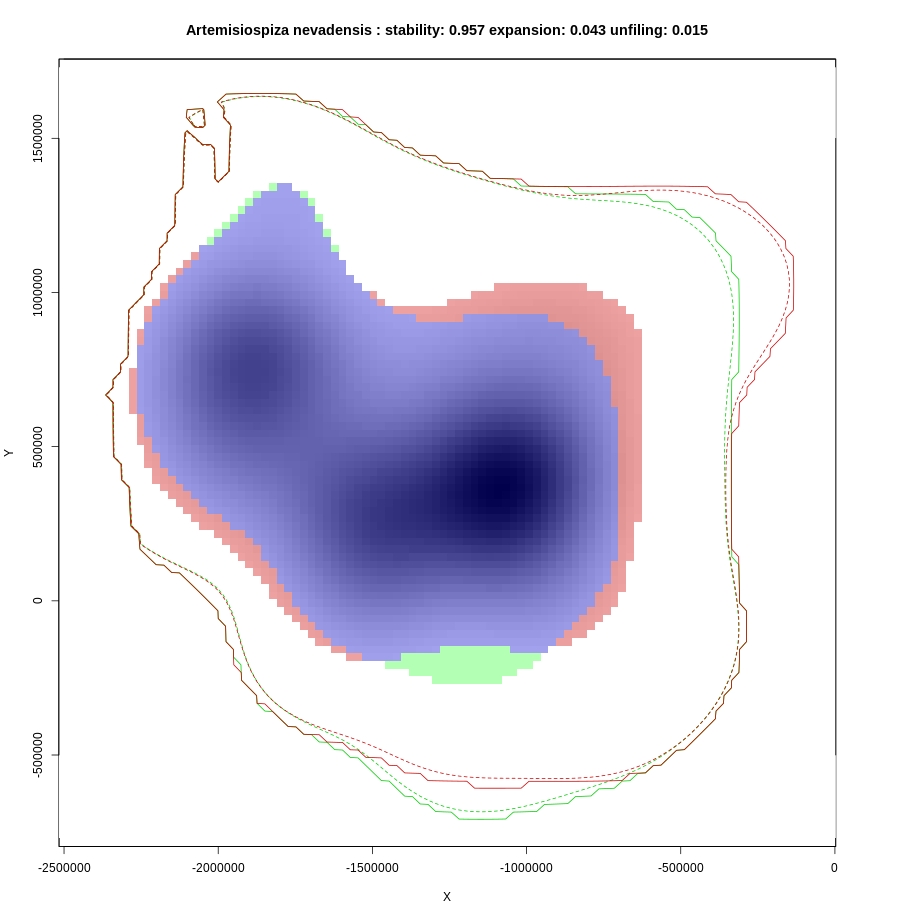 Artemisiospiza nevadensis : stability: 0.957 expansion: 0.043 unfiling: 0.015
1500000
1000000
500000
0
-500000
Y
-2500000 -2000000 -1500000 -1000000 -500000 0
X